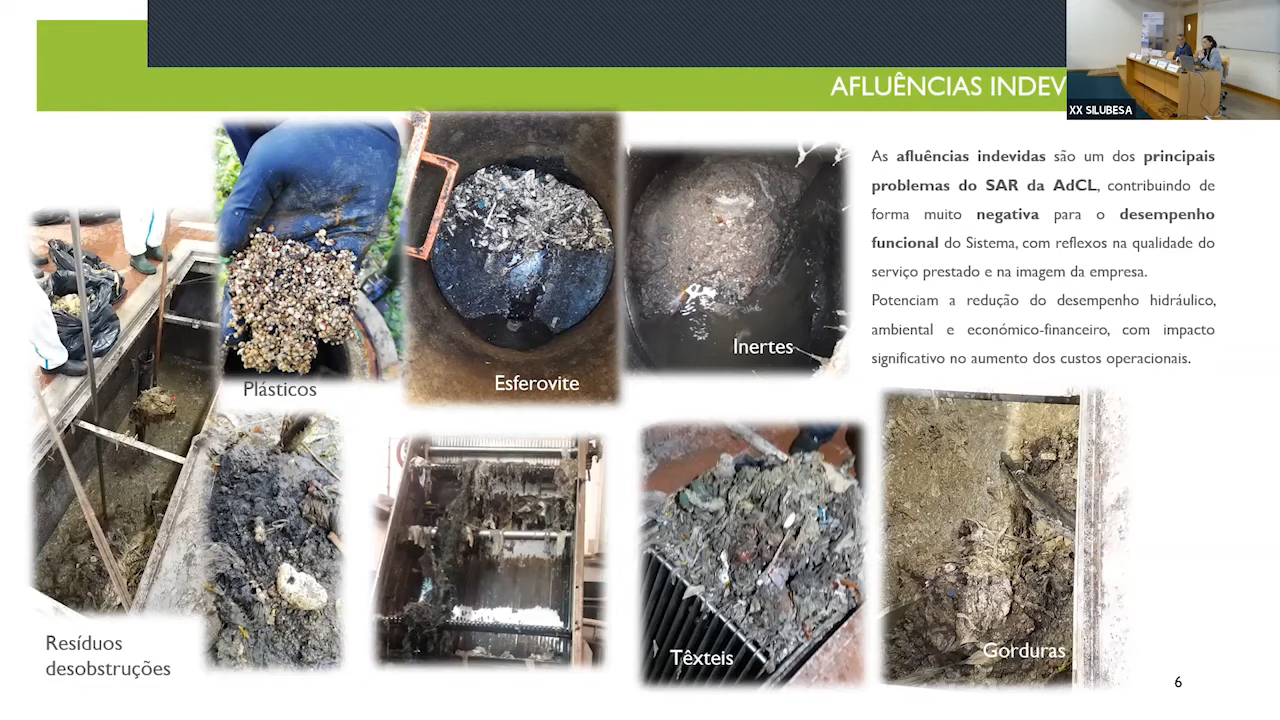 AFLUÊNCIAS INDEV
XX SILUBESA
As afluências indevidas são um dos principais
problemas do SAR da AdCL, contribuindo de
forma muito negativa para o desempenho
funcional do Sistema, com reflexos na qualidade do
serviço prestado e na imagem da empresa.
Potenciam a redução do desempenho hidráulico,
ambiental e económico-financeiro, com impacto
significativo no aumento dos custos operacionais.
Plásticos
Esferovite
Inertes
Resíduos
desobstruções
Têxteis
Gorduras
6